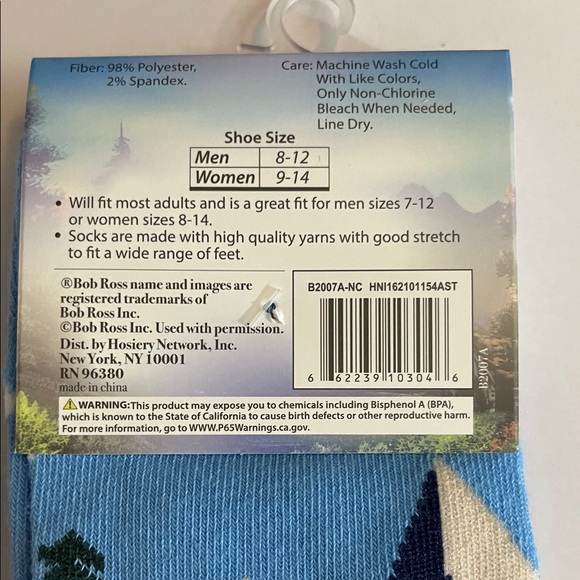 Fiber: 98% Polyester,
2% Spandex.
Care: Machine Wash Cold
With Like Colors,
Only Non-Chlorine
Bleach When Needed,
Line Dry.
Shoe Size
Men 8-12
Women 9-14
• Will fit most adults and is a great fit for men sizes 7-12
or women sizes 8-14.
• Socks are made with high quality yarns with good stretch
to fit a wide range of feet.
®Bob Ross name and images are
registered trademarks of
Bob Ross Inc.
©Bob Ross Inc. Used with permission.
Dist. by Hosiery Network, Inc.
New York, NY 10001
RN 96380
made in china
B2007A-NC HNI162101154AST
6 62239 10304 6
B2007A
⚠WARNING: This product may expose you to chemicals including Bisphenol A (BPA),
which is known to the State of California to cause birth defects or other reproductive harm.
For more information, go to WWW.P65Warnings.ca.gov.